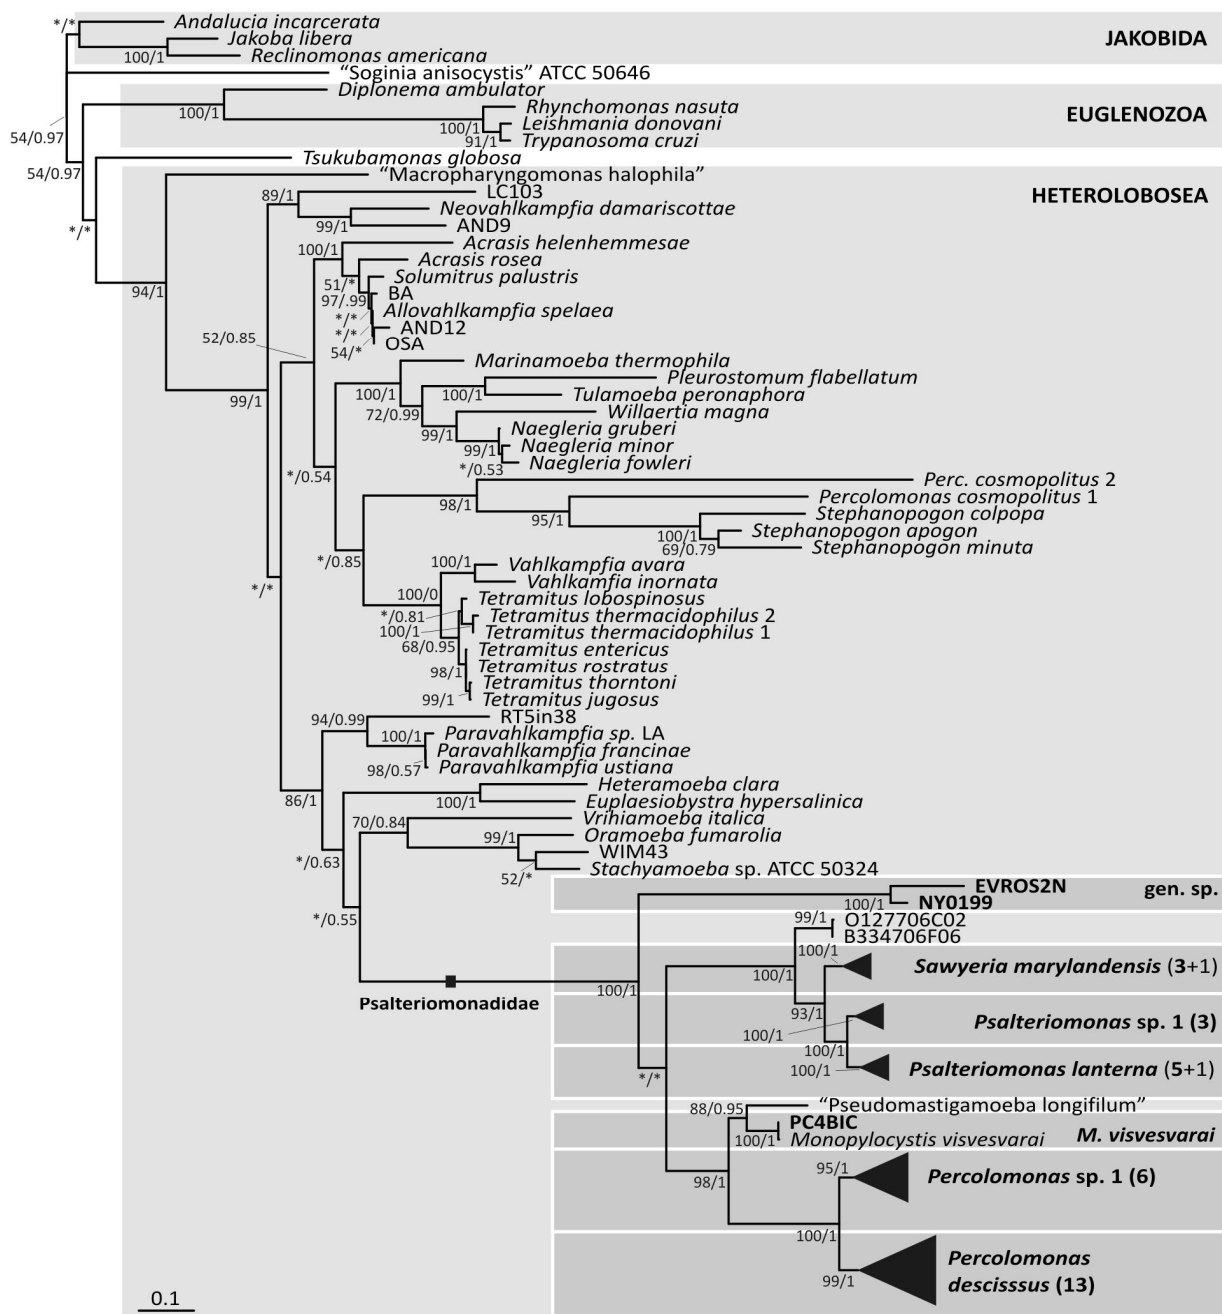 */*
Andalucia incarcerata
Jakoba libera
100/1
Reclinomonas americana
JAKOBIDA
"Soginia anisocystis" ATCC 50646
Diplonema ambulator
100/1
Rhynchomonas nasuta
EUGLENOZOA
100/1
Leishmania donovani
54/0.97
91/1
Trypanosoma cruzi
Tsukubamonas globosa
54/0.97
"Macropharyngomonas halophila"
HETEROLOBOSEA
89/1
LC103
Neovahlkampfia damariscottae
99/1
AND9
*/*
100/1
Acrasis helenhemmesae
Acrasis rosea
94/1
51/*
Solumitrus palustris
97/.99
BA
*/*
Allovahlkampfia spelaea
*/*
AND12
52/0.85
54/*
OSA
Marinamoeba thermophila
Pleurostomum flabellatum
100/1
100/1
Tulamoeba peronaphora
99/1
72/0.99
Willaertia magna
Naegleria gruberi
99/1
99/1
Naegleria minor
*/0.53
Naegleria fowleri
*/0.54
Perc. cosmopolitus 2
98/1
Percolomonas cosmopolitus 1
95/1
Stephanopogon colpopa
100/1
Stephanopogon apogon
69/0.79
Stephanopogon minuta
*/0.85
100/1
Vahlkampfia avara
*/*
Vahlkamfia inornata
100/0
Tetramitus lobospinosus
*/0.81
Tetramitus thermacidophilus 2
100/1
Tetramitus thermacidophilus 1
68/0.95
Tetramitus entericus
98/1
Tetramitus rostratus
Tetramitus thorntoni
99/1
Tetramitus jugosus
94/0.99
RT5in38
100/1
Paravahlkampfia sp. LA
Paravahlkampfia francinae
98/0.57
Paravahlkampfia ustiana
Heteramoeba clara
86/1
100/1
Euplaesiobystra hypersalinica
70/0.84
Vrihiamoeba italica
99/1
Oramoeba fumarolia
*/0.63
WIM43
52/*
Stachyamoeba sp. ATCC 50324
EVROS2N
gen. sp.
100/1
NY0199
*/0.55
99/1
O127706C02
B334706F06
100/1
Sawyeria marylandensis (3+1)
100/1
Psalteriomonadidae
100/1
93/1
Psalteriomonas sp. 1 (3)
100/1
100/1
*/*
100/1
Psalteriomonas lanterna (5+1)
88/0.95
"Pseudomastigamoeba longifilum"
PC4BIC
100/1
Monopylocystis visvesvarai
M. visvesvarai
95/1
98/1
Percolomonas sp. 1 (6)
100/1
Percolomonas
99/1
descisssus (13)
0.1